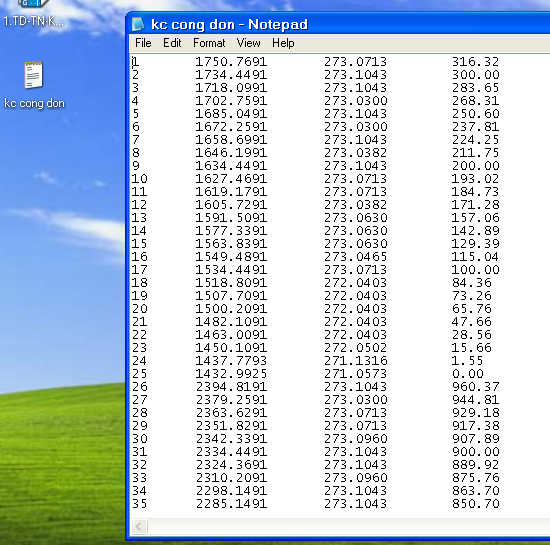 1.TD-TN-K...
kc cong don
kc cong don - Notepad
File Edit Format View Help
1 1750.7691 273.0713 316.32
2 1734.4491 273.1043 300.00
3 1718.0991 273.1043 283.65
4 1702.7591 273.0300 268.31
5 1685.0491 273.1043 250.60
6 1672.2591 273.0300 237.81
7 1658.6991 273.1043 224.25
8 1646.1991 273.0382 211.75
9 1634.4491 273.1043 200.00
10 1627.4691 273.0713 193.02
11 1619.1791 273.0713 184.73
12 1605.7291 273.0382 171.28
13 1591.5091 273.0630 157.06
14 1577.3391 273.0630 142.89
15 1563.8391 273.0630 129.39
16 1549.4891 273.0465 115.04
17 1534.4491 273.0713 100.00
18 1518.8091 272.0403 84.36
19 1507.7091 272.0403 73.26
20 1500.2091 272.0403 65.76
21 1482.1091 272.0403 47.66
22 1463.0091 272.0403 28.56
23 1450.1091 272.0502 15.66
24 1437.7793 271.1316 1.55
25 1432.9925 271.0573 0.00
26 2394.8191 273.1043 960.37
27 2379.2591 273.0300 944.81
28 2363.6291 273.0713 929.18
29 2351.8291 273.0713 917.38
30 2342.3391 273.0960 907.89
31 2334.4491 273.1043 900.00
32 2324.3691 273.1043 889.92
33 2310.2091 273.0960 875.76
34 2298.1491 273.1043 863.70
35 2285.1491 273.1043 850.70